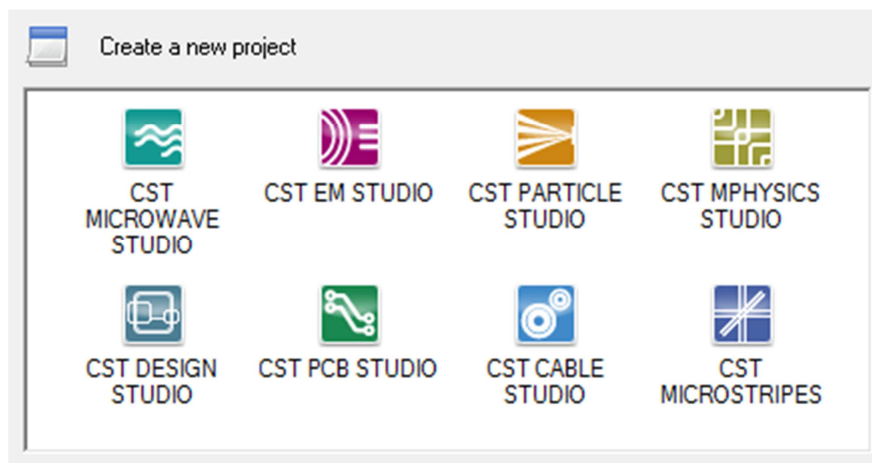 Create a new project
CST
MICROWAVE
STUDIO
CST EM STUDIO
CST PARTICLE
STUDIO
CST MPHYSICS
STUDIO
CST DESIGN
STUDIO
CST PCB STUDIO
CST CABLE
STUDIO
CST
MICROSTRIPES